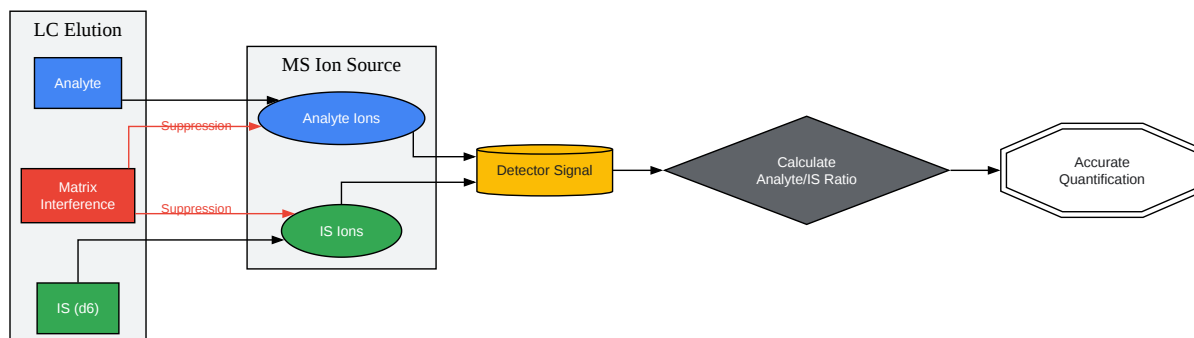 LC Elution
Analyte
Matrix
Interference
IS (d6)
Suppression
Suppression
MS Ion Source
Analyte Ions
IS Ions
Detector Signal
Calculate
Analyte/IS Ratio
Accurate
Quantification